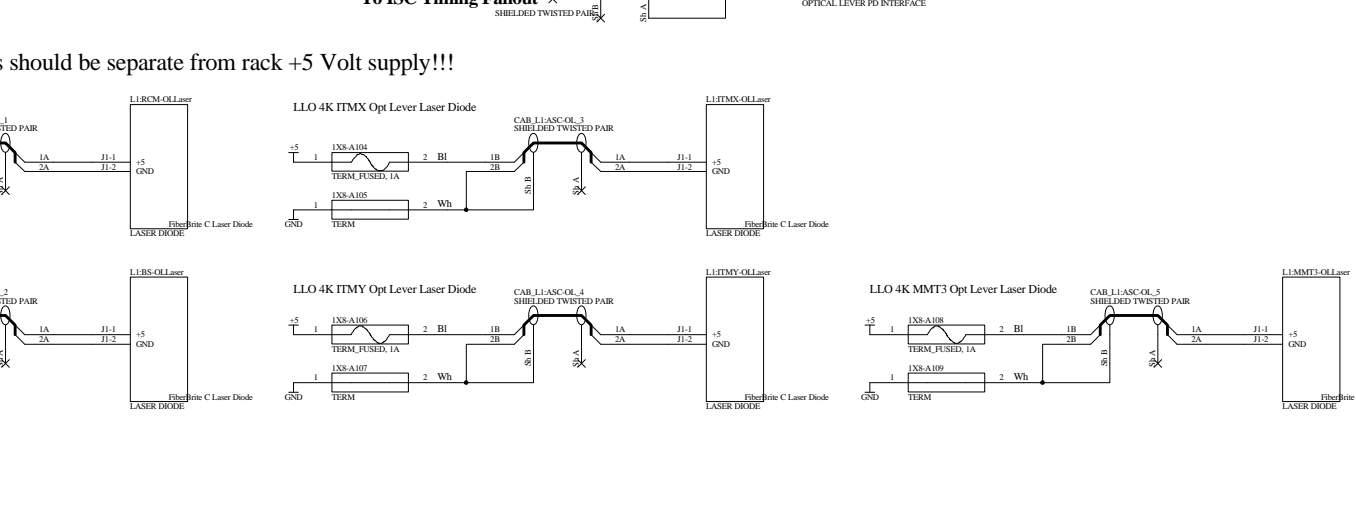 To ISC Timing Fanout
SHIELDED TWISTED PAIR
Sh B
Sh A
OPTICAL LEVER PD INTERFACE
s should be separate from rack +5 Volt supply!!!
L1:RCM-OLLaser
_1
STED PAIR
1A
2A
J1-1
J1-2
+5
GND
Sh A
FiberBrite C Laser Diode
LASER DIODE
LLO 4K ITMX Opt Lever Laser Diode
+5
1
1X8-A104
TERM_FUSED, 1A
2
Bl
1X8-A105
GND
1
TERM
2
Wh
CAB_L1:ASC-OL_3
SHIELDED TWISTED PAIR
1B
2B
Sh B
Sh A
1A
2A
J1-1
J1-2
L1:ITMX-OLLaser
+5
GND
FiberBrite C Laser Diode
LASER DIODE
L1:BS-OLLaser
_2
STED PAIR
1A
2A
J1-1
J1-2
+5
GND
Sh A
FiberBrite C Laser Diode
LASER DIODE
LLO 4K ITMY Opt Lever Laser Diode
+5
1
1X8-A106
TERM_FUSED, 1A
2
Bl
1X8-A107
GND
1
TERM
2
Wh
CAB_L1:ASC-OL_4
SHIELDED TWISTED PAIR
1B
2B
Sh B
Sh A
1A
2A
J1-1
J1-2
L1:ITMY-OLLaser
+5
GND
FiberBrite C Laser Diode
LASER DIODE
LLO 4K MMT3 Opt Lever Laser Diode
+5
1
1X8-A108
TERM_FUSED, 1A
2
Bl
1X8-A109
GND
1
TERM
2
Wh
CAB_L1:ASC-OL_5
SHIELDED TWISTED PAIR
1B
2B
Sh B
Sh A
1A
2A
J1-1
J1-2
L1:MMT3-OLLaser
+5
GND
FiberBrite
LASER DIODE